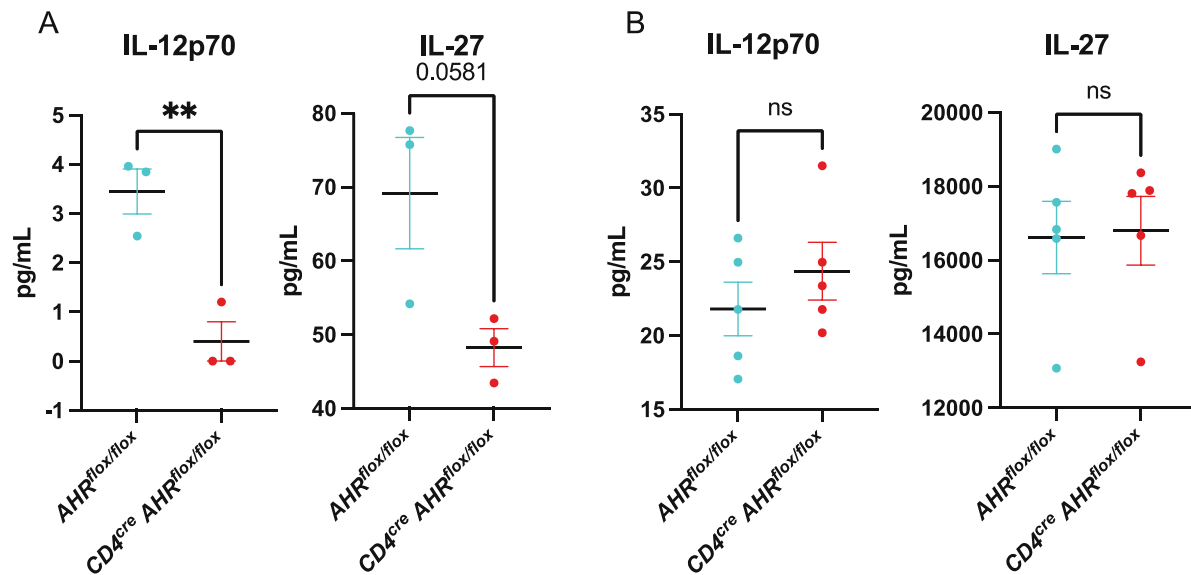 A
IL-12p70
**
pg/mL
5
4
3
2
1
0
-1
AHRflox/flox
CD4cre AHRflox/flox
IL-27
0.0581
80
70
60
50
40
AHRflox/flox
CD4cre AHRflox/flox
B
IL-12p70
ns
pg/mL
35
30
25
20
15
AHRflox/flox
CD4cre AHRflox/flox
IL-27
ns
pg/mL
20000
18000
16000
14000
12000
AHRflox/flox
CD4cre AHRflox/flox